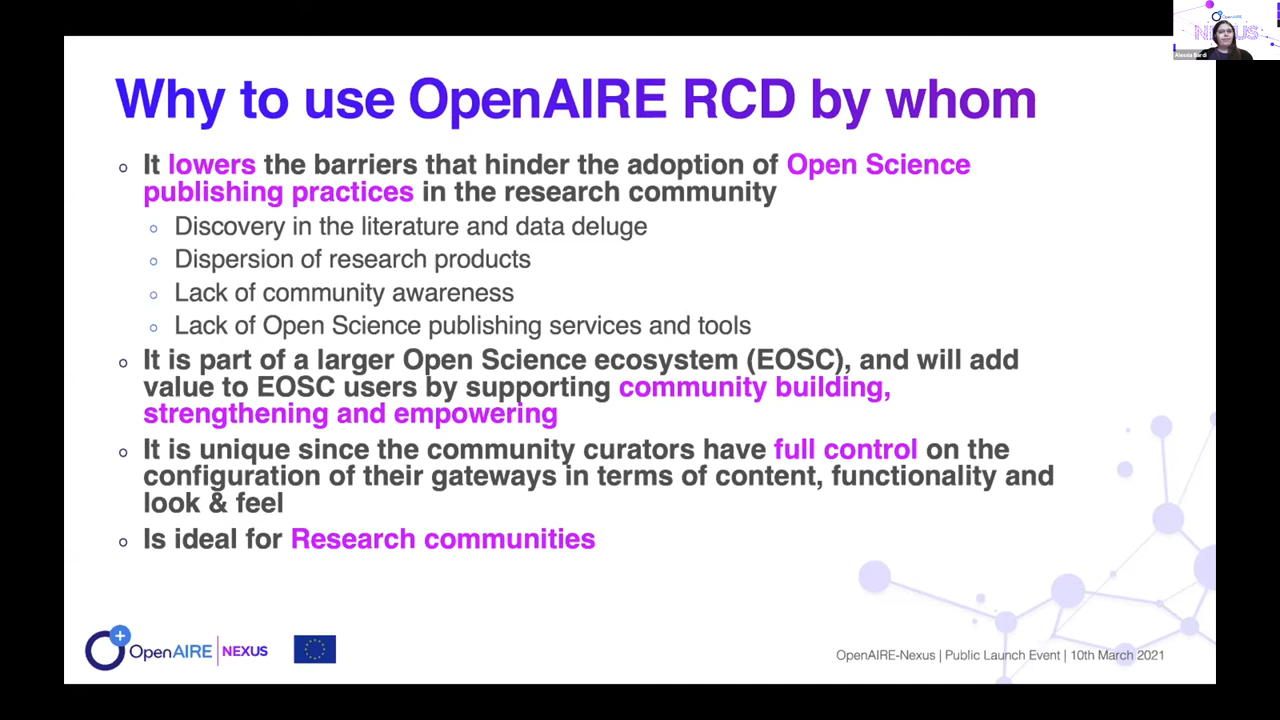 Why to use OpenAIRE RCD by whom
It lowers the barriers that hinder the adoption of Open Science
publishing practices in the research community
Discovery in the literature and data deluge
Dispersion of research products
Lack of community awareness
Lack of Open Science publishing services and tools
It is part of a larger Open Science ecosystem (EOSC), and will add
value to EOSC users by supporting community building,
strengthening and empowering
It is unique since the community curators have full control on the
configuration of their gateways in terms of content, functionality and
look & feel
Is ideal for Research communities
OpenAIRE NEXUS
OpenAIRE-Nexus | Public Launch Event | 10th March 2021
OpenAIRE
Alessia Bardi